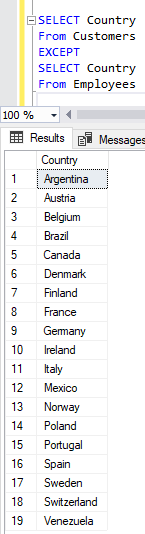 SELECT Country
From Customers
EXCEPT
SELECT Country
From Employees
100 %
Results Messages
Country
1 Argentina
2 Austria
3 Belgium
4 Brazil
5 Canada
6 Denmark
7 Finland
8 France
9 Germany
10 Ireland
11 Italy
12 Mexico
13 Norway
14 Poland
15 Portugal
16 Spain
17 Sweden
18 Switzerland
19 Venezuela